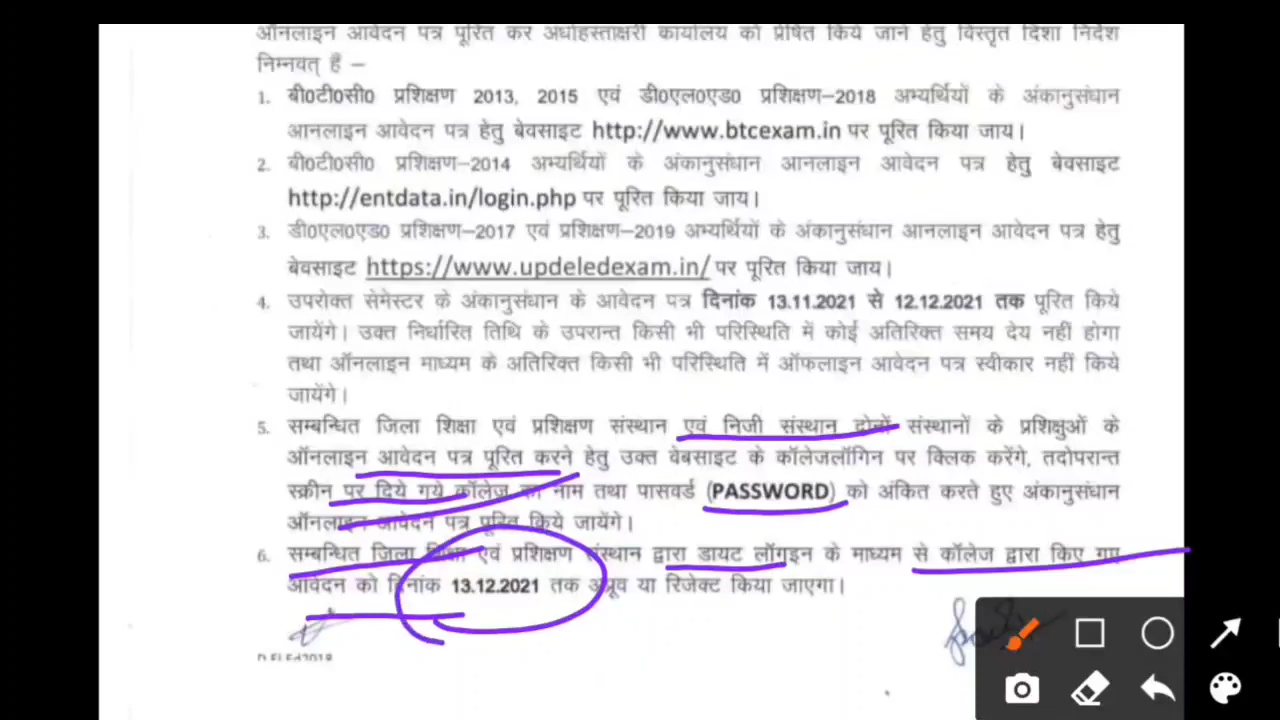 ऑनलाइन आवेदन पत्र पूरित कर अधोहस्ताक्षरी कार्यालय को प्रेषित किये जाने हेतु विस्तृत दिशा निर्देश
निम्नवत् हैं –
1. बी0टी0सी0 प्रशिक्षण 2013, 2015 एवं डी0एल0एड0 प्रशिक्षण–2018 अभ्यर्थियों के अंकानुसंधान
आनलाइन आवेदन पत्र हेतु बेवसाइट http://www.btcexam.in पर पूरित किया जाय।
2. बी0टी0सी0 प्रशिक्षण–2014 अभ्यर्थियों के अंकानुसंधान आनलाइन आवेदन पत्र हेतु बेवसाइट
http://entdata.in/login.php पर पूरित किया जाय।
3. डी0एल0एड0 प्रशिक्षण–2017 एवं प्रशिक्षण–2019 अभ्यर्थियों के अंकानुसंधान आनलाइन आवेदन पत्र हेतु
बेवसाइट https://www.updeledexam.in/ पर पूरित किया जाय।
4. उपरोक्त सेमेस्टर के अंकानुसंधान के आवेदन पत्र दिनांक 13.11.2021 से 12.12.2021 तक पूरित किये
जायेंगे। उक्त निर्धारित तिथि के उपरान्त किसी भी परिस्थिति में कोई अतिरिक्त समय देय नहीं होगा
तथा ऑनलाइन माध्यम के अतिरिक्त किसी भी परिस्थिति में ऑफलाइन आवेदन पत्र स्वीकार नहीं किये
जायेंगे।
5. सम्बन्धित जिला शिक्षा एवं प्रशिक्षण संस्थान एवं निजी संस्थान दोनों संस्थानों के प्रशिक्षुओं के
ऑनलाइन आवेदन पत्र पूरित करने हेतु उक्त वेबसाइट के कॉलेजलॉगिन पर क्लिक करेंगे, तदोपरान्त
स्क्रीन पर दिये गये कॉलेज का नाम तथा पासवर्ड (PASSWORD) को अंकित करते हुए अंकानुसंधान
ऑनलाइन आवेदन पत्र पूरित किये जायेंगे।
6. सम्बन्धित जिला शिक्षा एवं प्रशिक्षण संस्थान द्वारा डायट लॉगइन के माध्यम से कॉलेज द्वारा किए गए
आवेदन को दिनांक 13.12.2021 तक अप्रूव या रिजेक्ट किया जाएगा।
D.ELEd2018